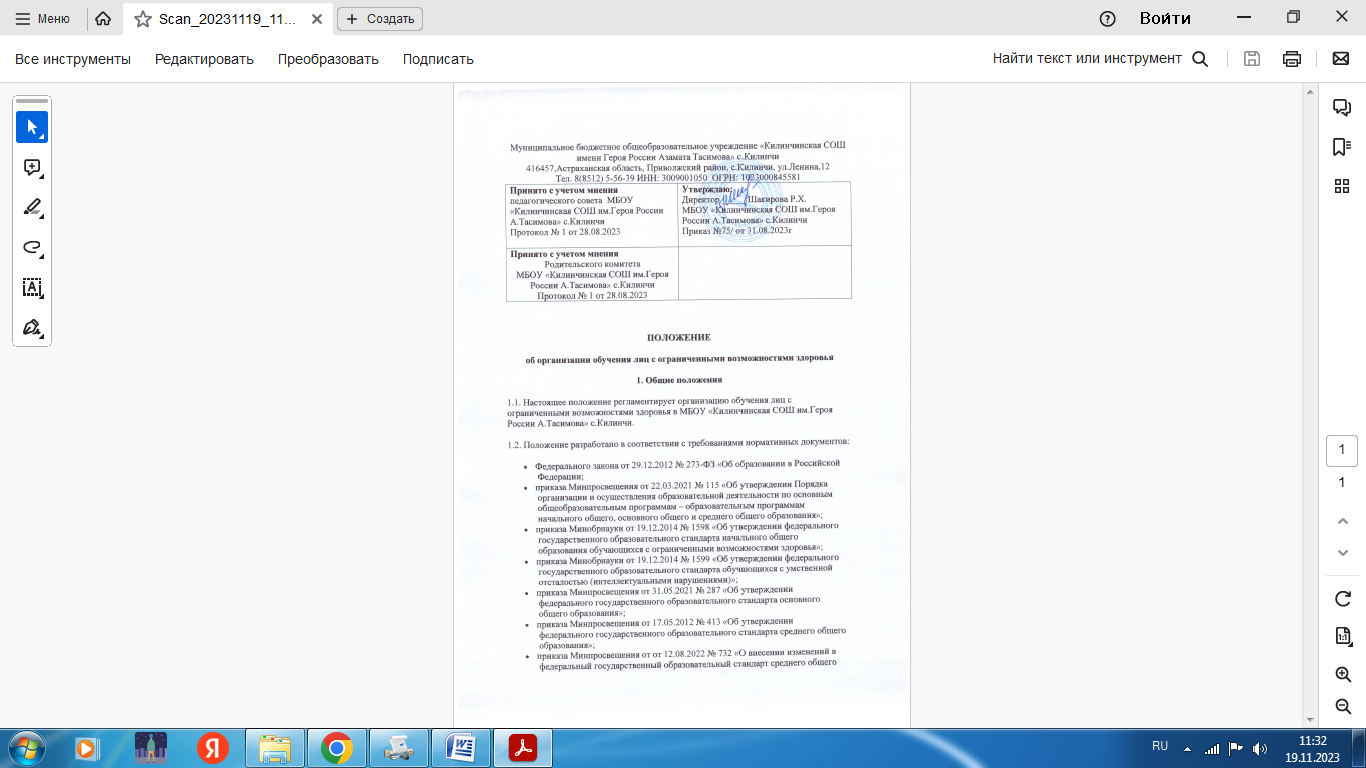 Меню
Scan_20231119_11...
Создать
Войти
Все инструменты
Редактировать
Преобразовать
Подписать
Найти текст или инструмент
Муниципальное бюджетное общеобразовательное учреждение «Килинчинская СОШ
имени Героя России Азамата Тасимова» с.Килинчи
416457,Астраханская область, Приволжский район, с.Килинчи. ул.Ленина,12
Тел. 8(8512) 5-56-39 ИНН: 3009001050 ОГРН: 1023000845581
Принято с учетом мнения
педагогического совета МБОУ
«Килинчинская СОШ им.Героя России
А.Тасимова» с.Килинчи
Протокол № 1 от 28.08.2023
Утверждаю:
Директор Шакирова Р.Х.
МБОУ «Килинчинская СОШ им.Героя
России А.Тасимова» с.Килинчи
Приказ №75/ от 31.08.2023г
Принято с учетом мнения
Родительского комитета
МБОУ «Килинчинская СОШ им.Героя
России А.Тасимова» с.Килинчи
Протокол № 1 от 28.08.2023
ПОЛОЖЕНИЕ
об организации обучения лиц с ограниченными возможностями здоровья
1. Общие положения
1.1. Настоящее положение регламентирует организацию обучения лиц с
ограниченными возможностями здоровья в МБОУ «Килинчинская СОШ им.Героя
России А.Тасимова» с.Килинчи.
1.2. Положение разработано в соответствии с требованиями нормативных документов:
• Федерального закона от 29.12.2012 № 273-ФЗ «Об образовании в Российской
Федерации;
• приказа Минпросвещения от 22.03.2021 № 115 «Об утверждении Порядка
организации и осуществления образовательной деятельности по основным
общеобразовательным программам – образовательным программам
начального общего, основного общего и среднего общего образования»;
• приказа Минобрнауки от 19.12.2014 № 1598 «Об утверждении федерального
государственного образовательного стандарта начального общего
образования обучающихся с ограниченными возможностями здоровья»;
• приказа Минобрнауки от 19.12.2014 № 1599 «Об утверждении федерального
государственного образовательного стандарта обучающихся с умственной
отсталостью (интеллектуальными нарушениями)»;
• приказа Минпросвещения от 31.05.2021 № 287 «Об утверждении
федерального государственного образовательного стандарта основного
общего образования»;
• приказа Минпросвещения от 17.05.2012 № 413 «Об утверждении
федерального государственного образовательного стандарта среднего общего
образования»;
• приказа Минпросвещения от от 12.08.2022 № 732 «О внесении изменений в
федеральный государственный образовательный стандарт среднего общего
1
1
RU
11:32
19.11.2023